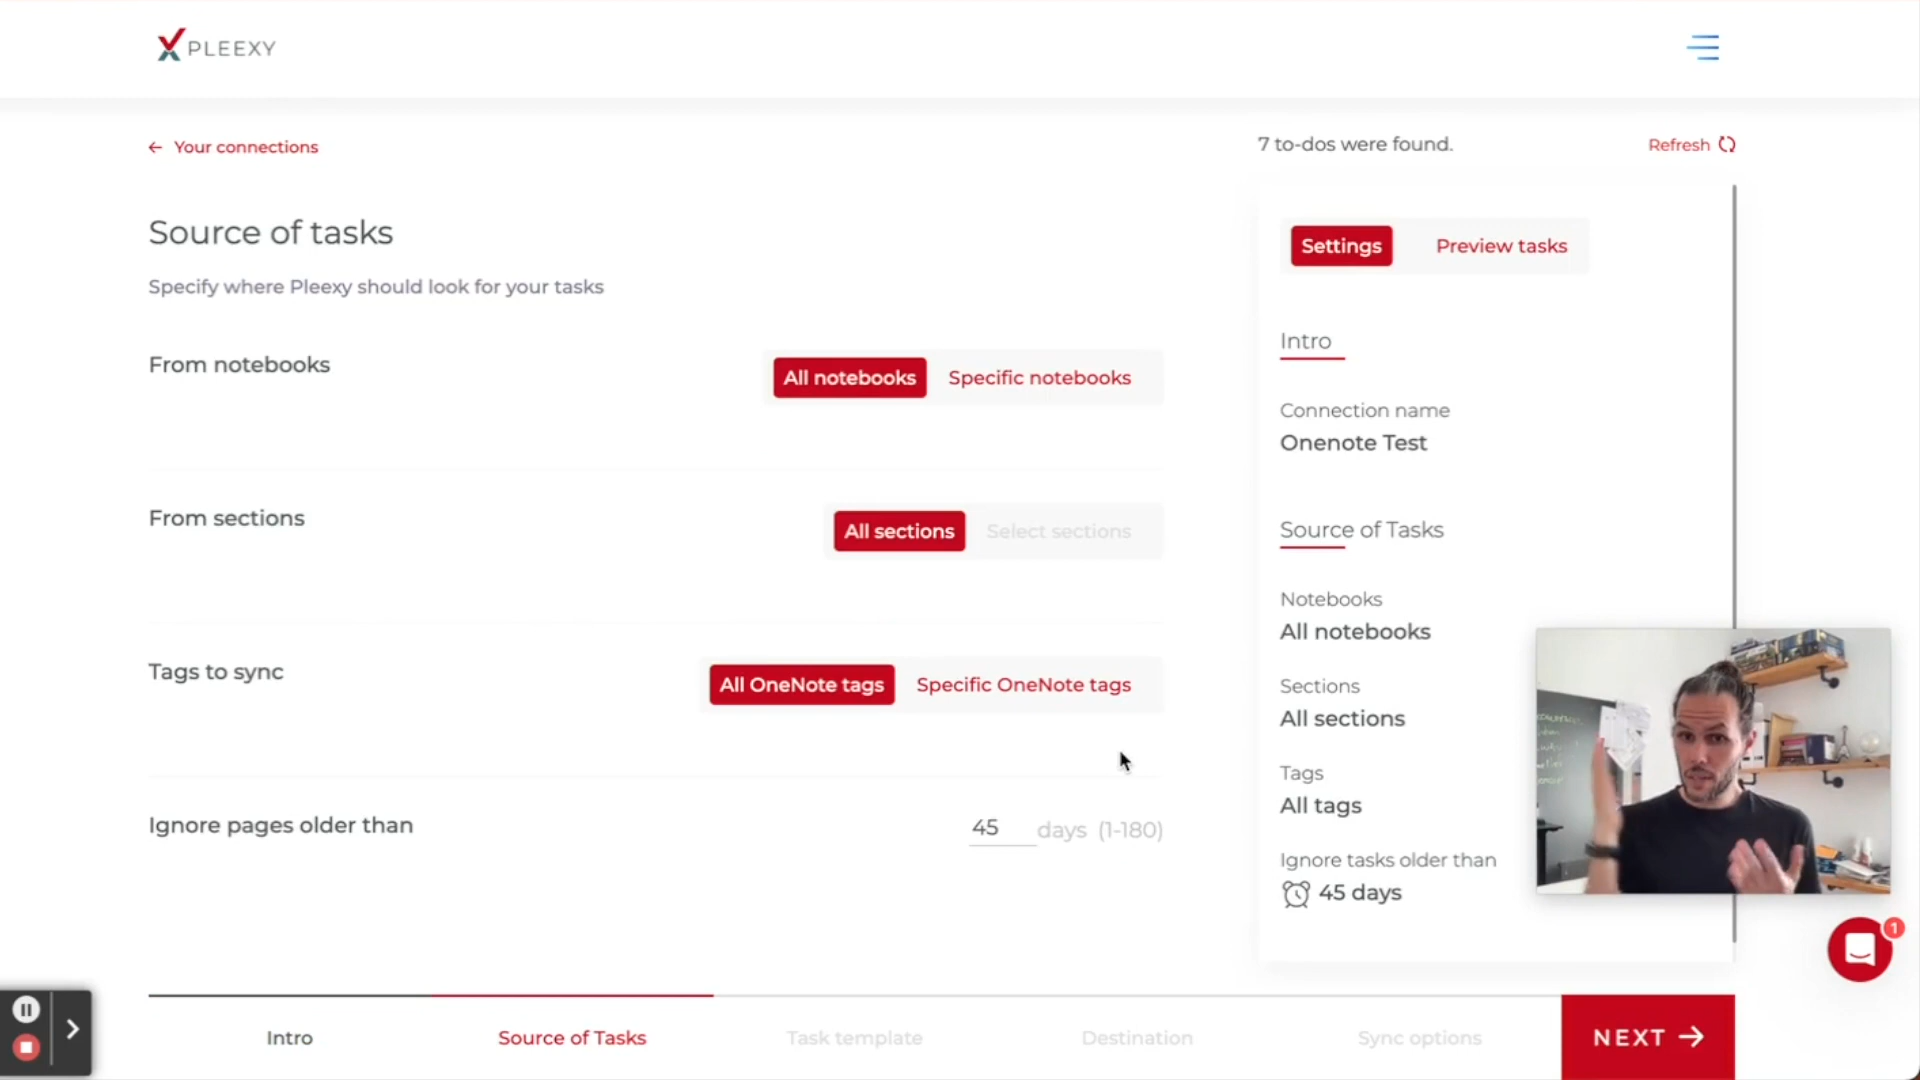 PLEEXY
Your connections
7 to-dos were found.
Refresh
Source of tasks
Specify where Pleexy should look for your tasks
Settings
Preview tasks
From notebooks
All notebooks
Specific notebooks
Intro
Connection name
Onenote Test
From sections
All sections
Select sections
Source of Tasks
Notebooks
All notebooks
Tags to sync
All OneNote tags
Specific OneNote tags
Sections
All sections
Tags
All tags
Ignore pages older than
45 days (1-180)
Ignore tasks older than
45 days
1
Intro
Source of Tasks
Task template
Destination
Sync options
NEXT